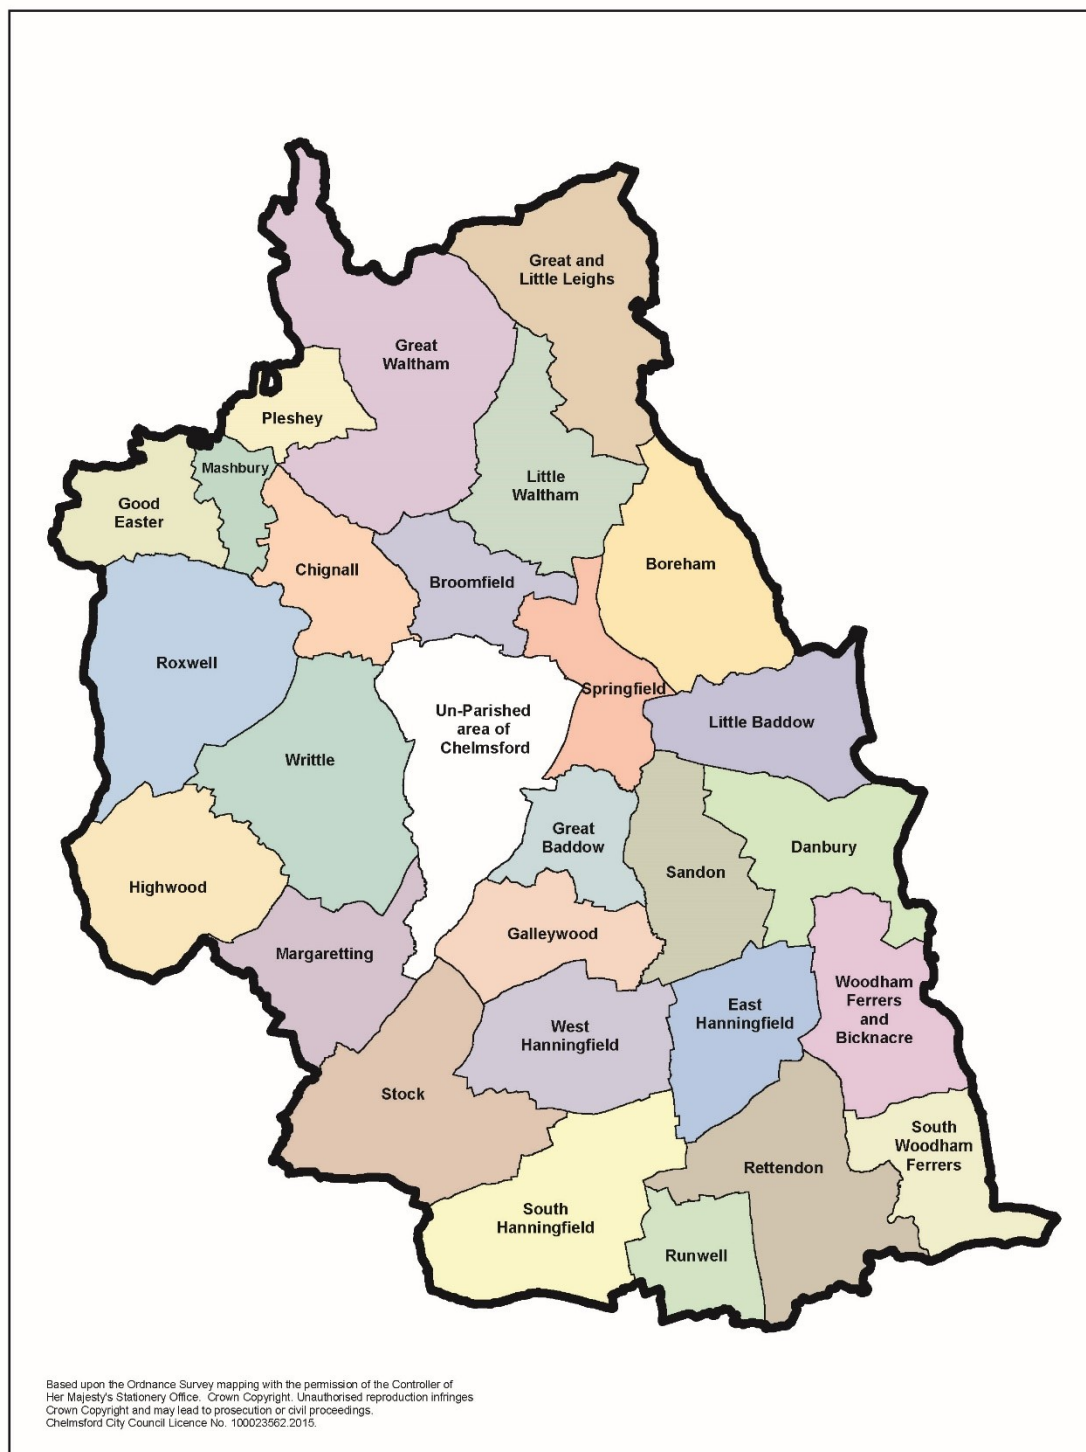 Great and
Little Leighs
Great
Waltham
Pleshey
Mashbury
Little
Waltham
Good
Easter
Chignall
Broomfield
Boreham
Roxwell
Springfield
Un-Parished
area of
Chelmsford
Little Baddow
Writtle
Great
Baddow
Danbury
Sandon
Highwood
Galleywood
Margaretting
Woodham
Ferrers
and
Bicknacre
East
Hanningfield
West
Hanningfield
Stock
South
Woodham
Ferrers
Rettendon
South
Hanningfield
Runwell
Based upon the Ordnance Survey mapping with the permission of the Controller of
Her Majesty's Stationery Office.  Crown Copyright. Unauthorised reproduction infringes
Crown Copyright and may lead to prosecution or civil proceedings.
Chelmsford City Council Licence No. 100023562.2015.